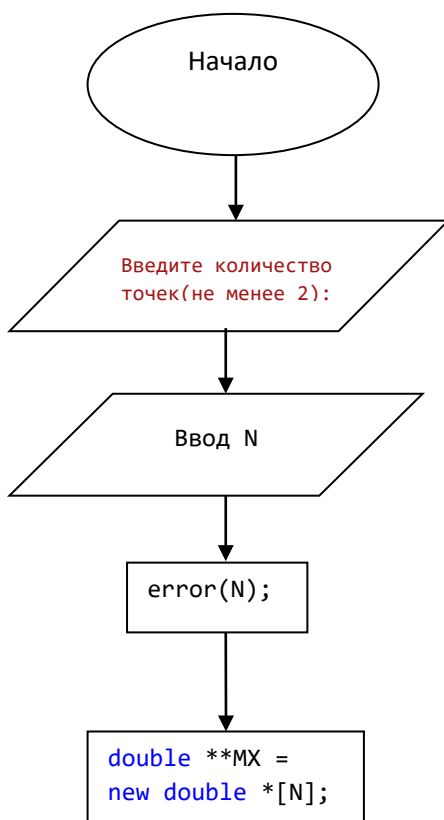 Начало
Введите количество
точек(не менее 2):
Ввод N
error(N);
double **MX =
new double *[N];